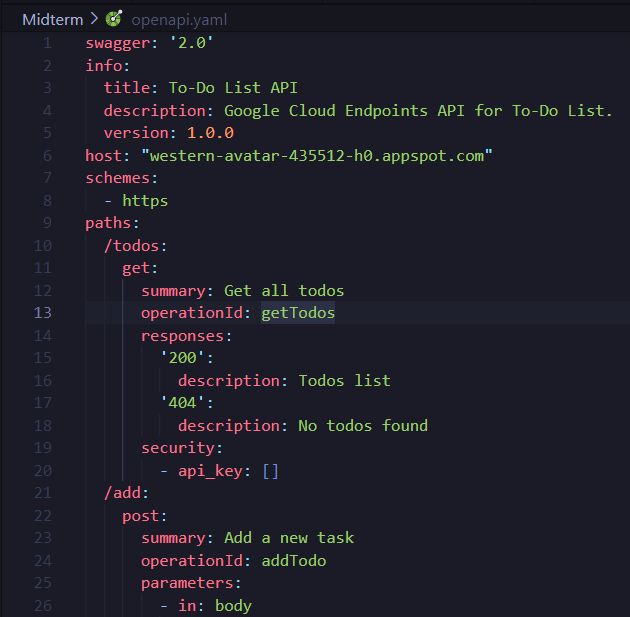 Midterm > openapi.yaml
1 swagger: '2.0'
2 info:
3   title: To-Do List API
4   description: Google Cloud Endpoints API for To-Do List.
5   version: 1.0.0
6 host: "western-avatar-435512-h0.appspot.com"
7 schemes:
8   - https
9 paths:
10   /todos:
11     get:
12       summary: Get all todos
13       operationId: getTodos
14       responses:
15         '200':
16           description: Todos list
17         '404':
18           description: No todos found
19       security:
20         - api_key: []
21   /add:
22     post:
23       summary: Add a new task
24       operationId: addTodo
25       parameters:
26         - in: body